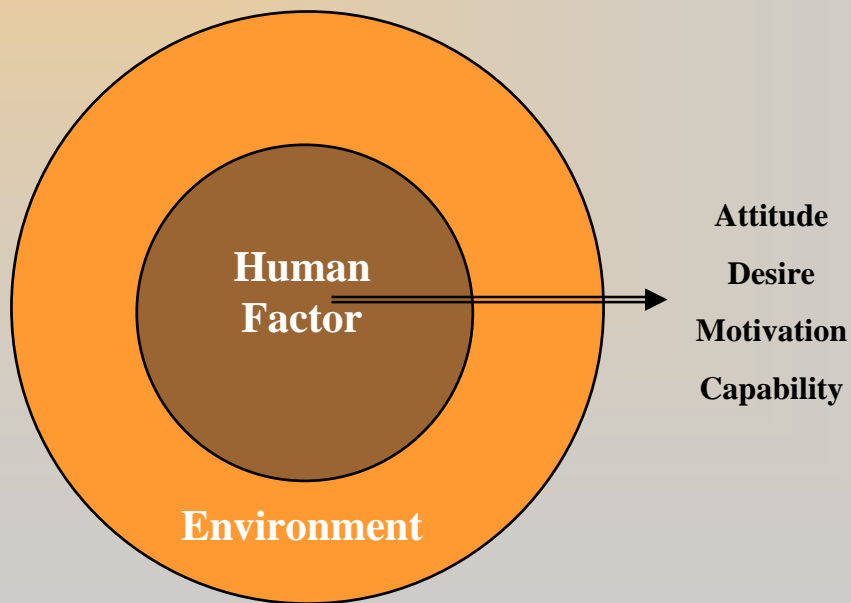 Human
Factor
Environment
Attitude
Desire
Motivation
Capability